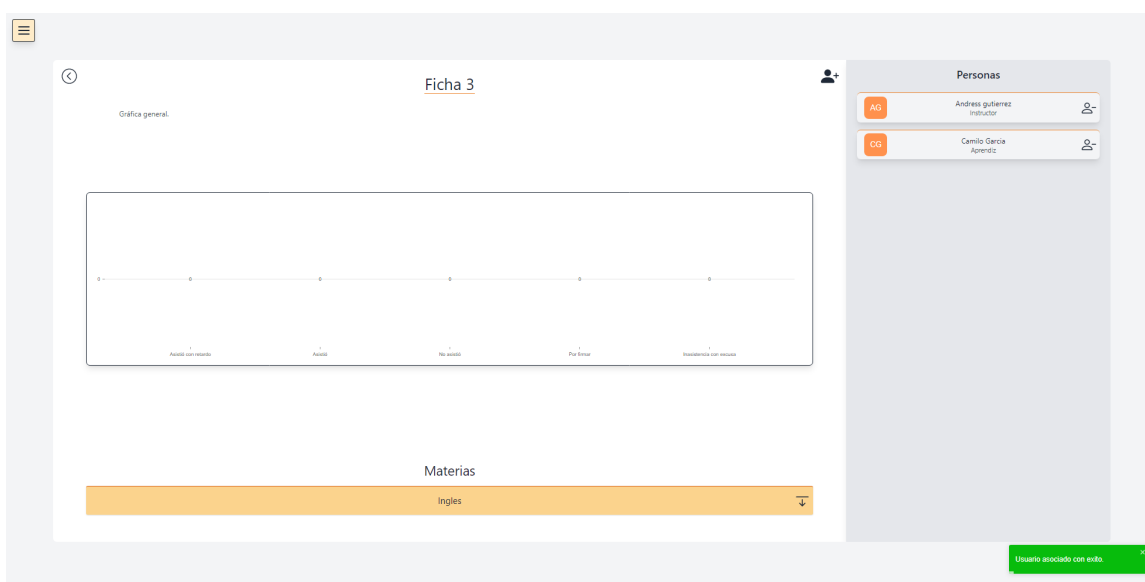 Ficha 3
Gráfica general.
0
0
0
0
0
0
Asistió con retardo
Asistió
No asistió
Por firmar
Inasistencia con excusa
Materias
Ingles
Personas
AG
Andress gutierrez
Instructor
CG
Camilo Garcia
Aprendiz
Usuario asociado con exito.